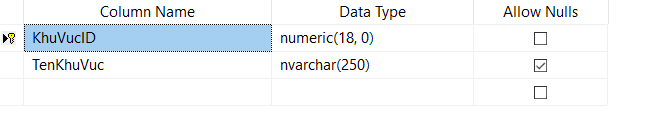 Column Name Data Type Allow Nulls
KhuVucID numeric(18, 0)
TenKhuVuc nvarchar(250)